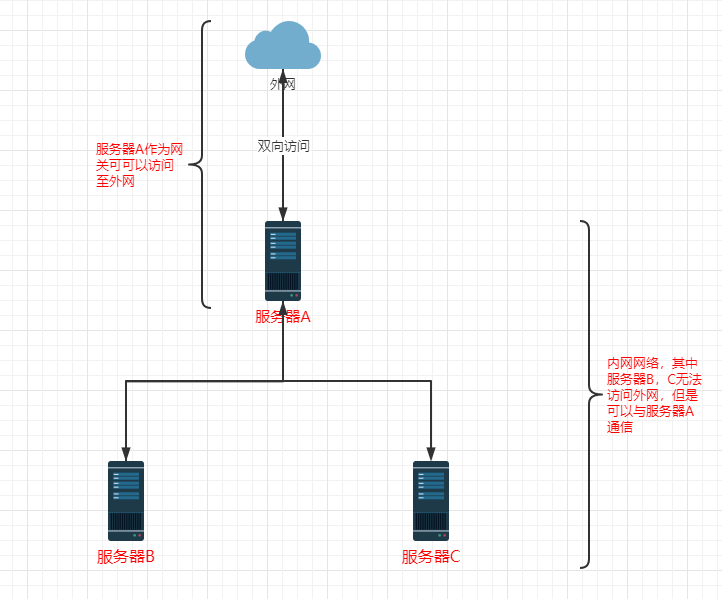 外网
双向访问
服务器A作为网
关可可以访问
至外网
服务器A
内网网络，其中
服务器B，C无法
访问外网，但是
可以与服务器A
通信
服务器B
服务器C